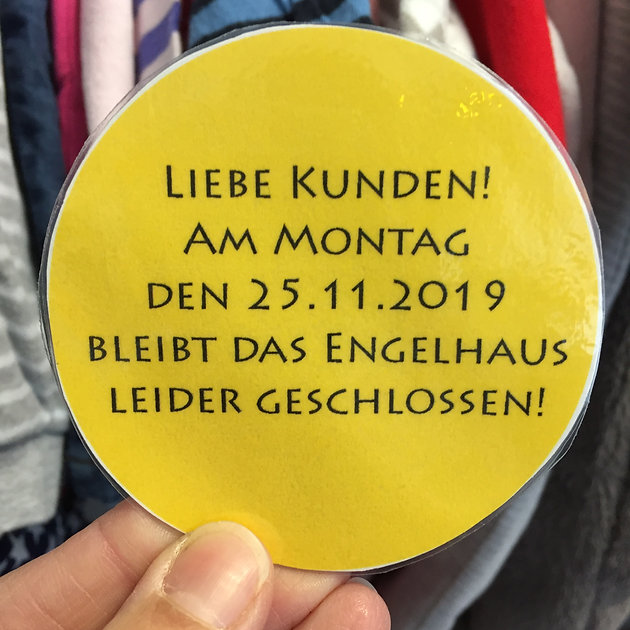 Liebe Kunden!
Am Montag
den 25.11.2019
bleibt das Engelhaus
leider geschlossen!